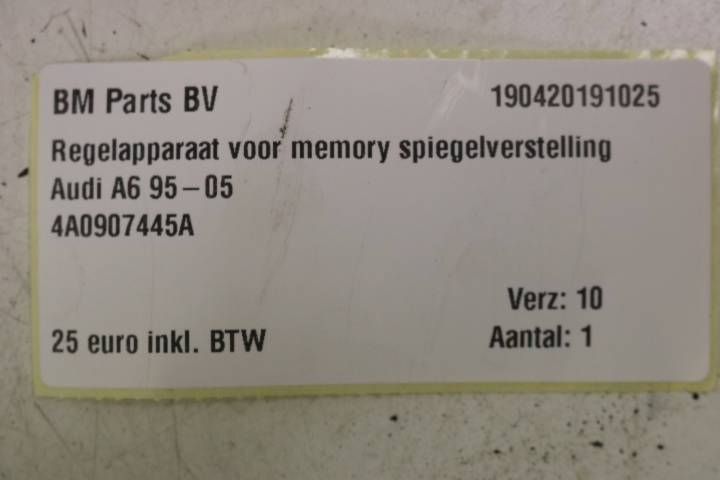 BM Parts BV 190420191025
Regelapparaat voor memory spiegelverstelling
Audi A6 95-05
4A0907445A
Verz: 10
25 euro inkl. BTW Aantal: 1